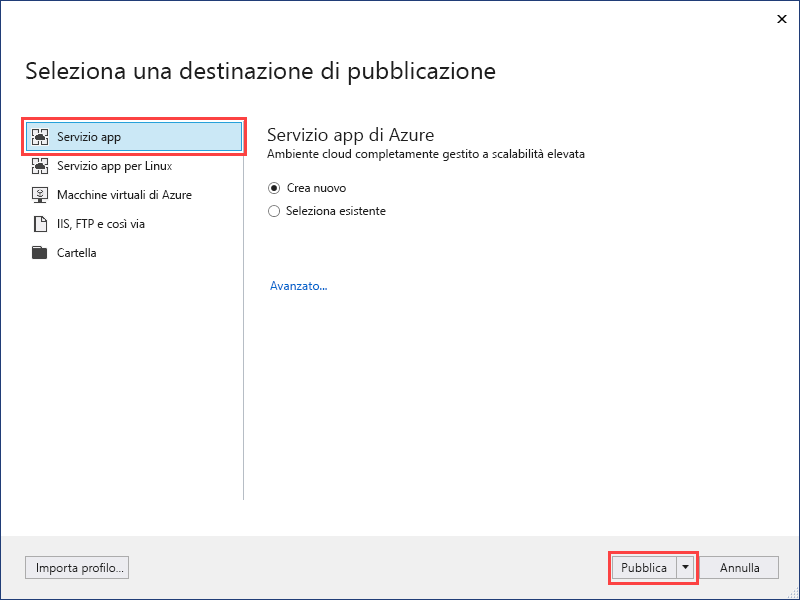 Seleziona una destinazione di pubblicazione
Servizio app
Servizio app per Linux
Macchine virtuali di Azure
IIS, FTP e così via
Cartella
Servizio app di Azure
Ambiente cloud completamente gestito a scalabilità elevata
Crea nuovo
Seleziona esistente
Avanzato...
Importa profilo...
Pubblica
Annulla